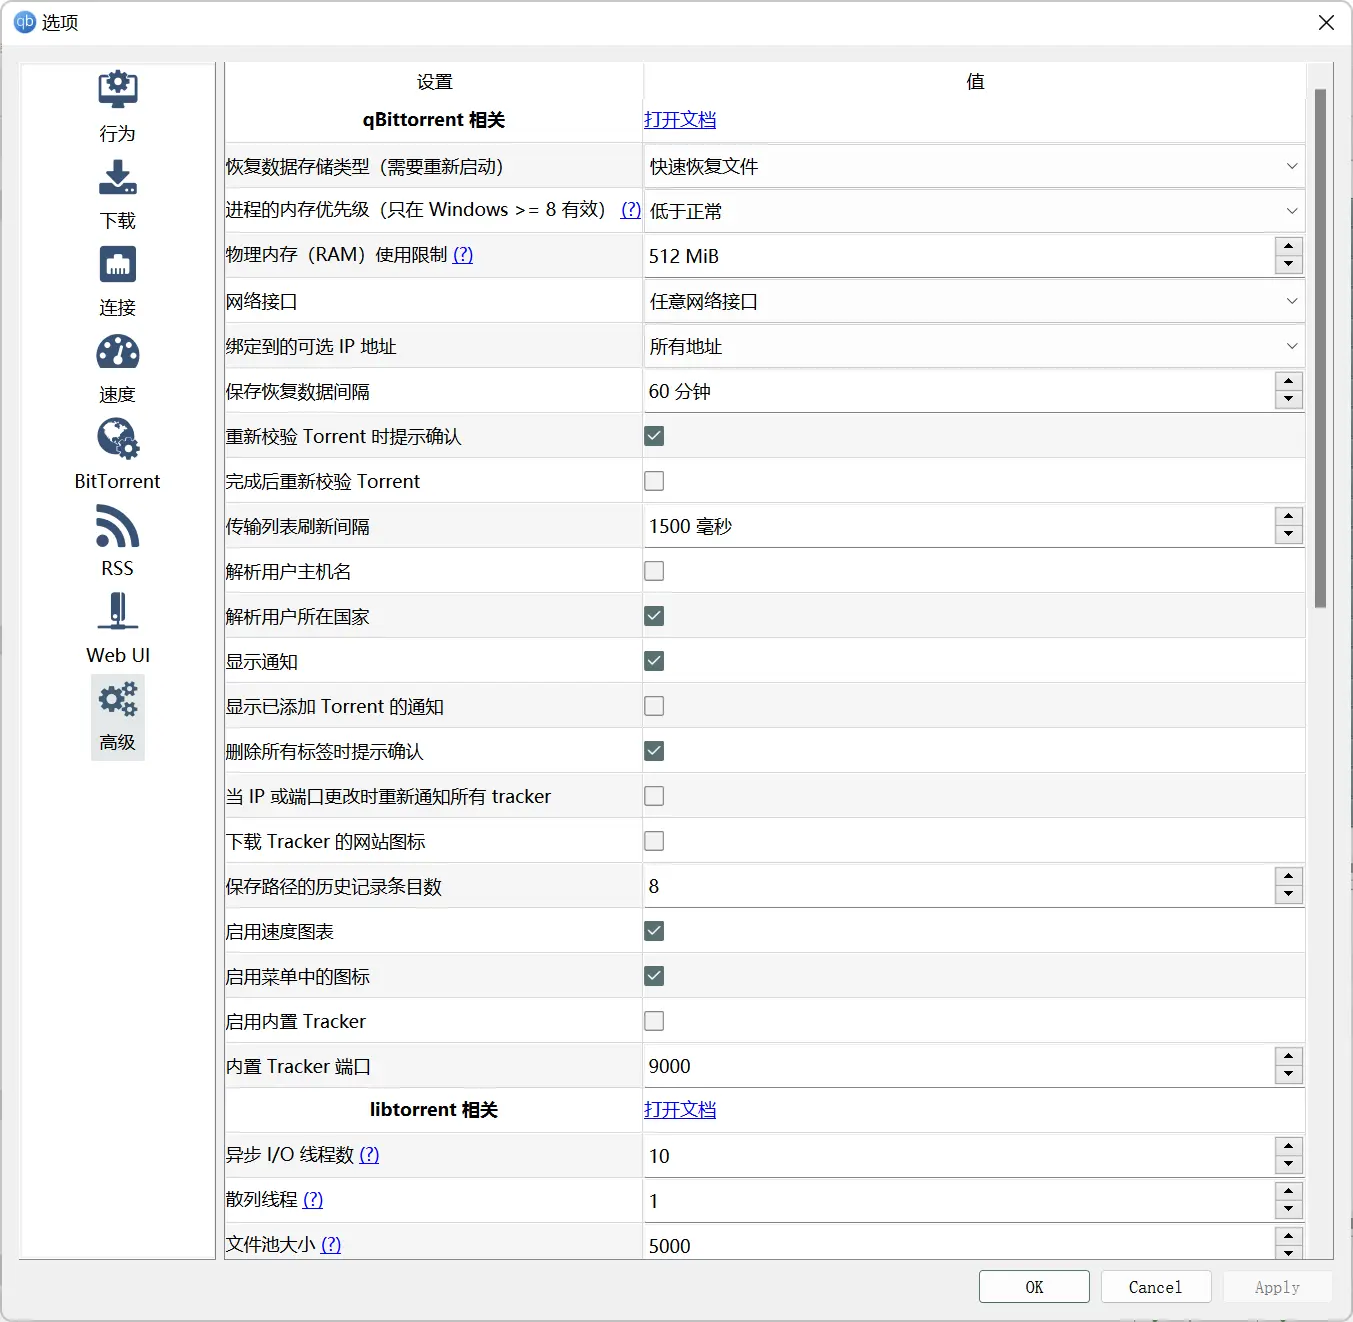 qb 选项
行为
下载
连接
速度
BitTorrent
RSS
Web UI
高级
设置 值
qBittorrent 相关 打开文档
恢复数据存储类型（需要重新启动） 快速恢复文件
进程的内存优先级（只在 Windows >= 8 有效） (?) 低于正常
物理内存（RAM）使用限制 (?) 512 MiB
网络接口 任意网络接口
绑定到的可选 IP 地址 所有地址
保存恢复数据间隔 60 分钟
重新校验 Torrent 时提示确认
完成后重新校验 Torrent
传输列表刷新间隔 1500 毫秒
解析用户主机名
解析用户所在国家
显示通知
显示已添加 Torrent 的通知
删除所有标签时提示确认
当 IP 或端口更改时重新通知所有 tracker
下载 Tracker 的网站图标
保存路径的历史记录条目数 8
启用速度图表
启用菜单中的图标
启用内置 Tracker
内置 Tracker 端口 9000
libtorrent 相关 打开文档
异步 I/O 线程数 (?) 10
散列线程 (?) 1
文件池大小 (?) 5000
OK Cancel Apply